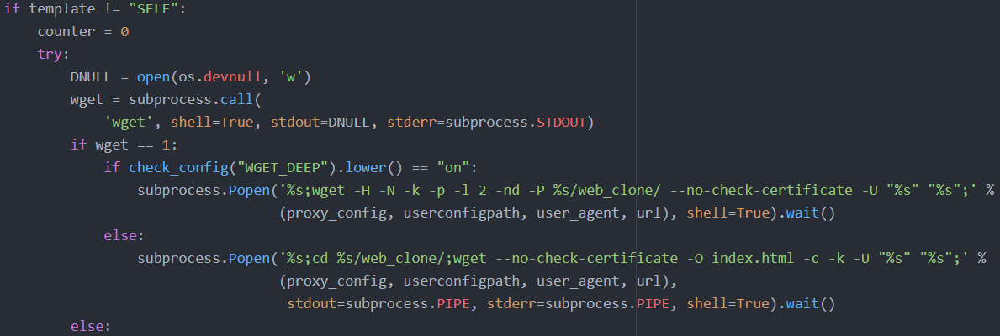 if template != "SELF":
    counter = 0
    try:
        DNULL = open(os.devnull, 'w')
        wget = subprocess.call(
            'wget', shell=True, stdout=DNULL, stderr=subprocess.STDOUT)
        if wget == 1:
            if check_config("WGET_DEEP").lower() == "on":
                subprocess.Popen('%s;wget -H -N -k -p -l 2 -nd -P %s/web_clone/ --no-check-certificate -U "%s" "%s";' %
                                 (proxy_config, userconfigpath, user_agent, url), shell=True).wait()
            else:
                subprocess.Popen('%s;cd %s/web_clone/;wget --no-check-certificate -O index.html -c -k -U "%s" "%s";' %
                                 (proxy_config, userconfigpath, user_agent, url),
                                  stdout=subprocess.PIPE, stderr=subprocess.PIPE, shell=True).wait()
        else: